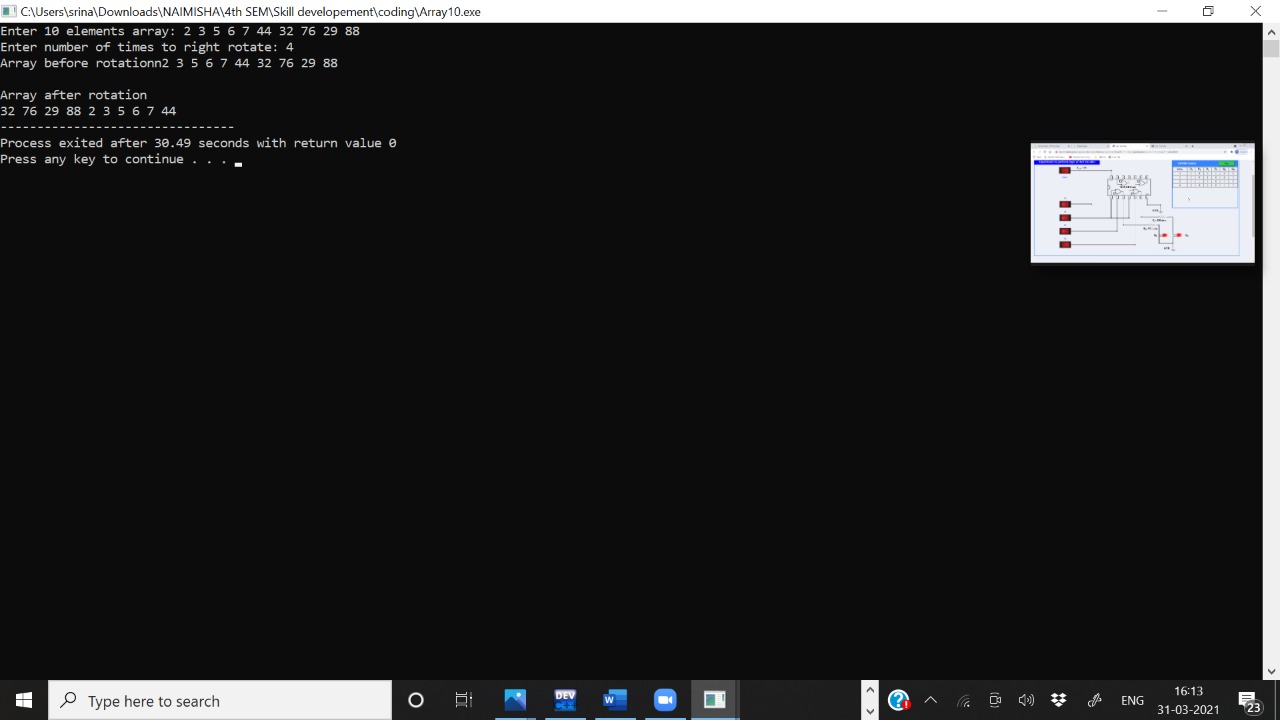 C:\Users\srina\Downloads\NAIMISHA\4th SEM\Skill developement\coding\Array10.exe
Enter 10 elements array: 2 3 5 6 7 44 32 76 29 88
Enter number of times to right rotate: 4
Array before rotationn2 3 5 6 7 44 32 76 29 88
Array after rotation
32 76 29 88 2 3 5 6 7 44
--------------------------------
Process exited after 30.49 seconds with return value 0
Press any key to continue . . .
Type here to search
DEV
W
ENG
16:13
31-03-2021
23